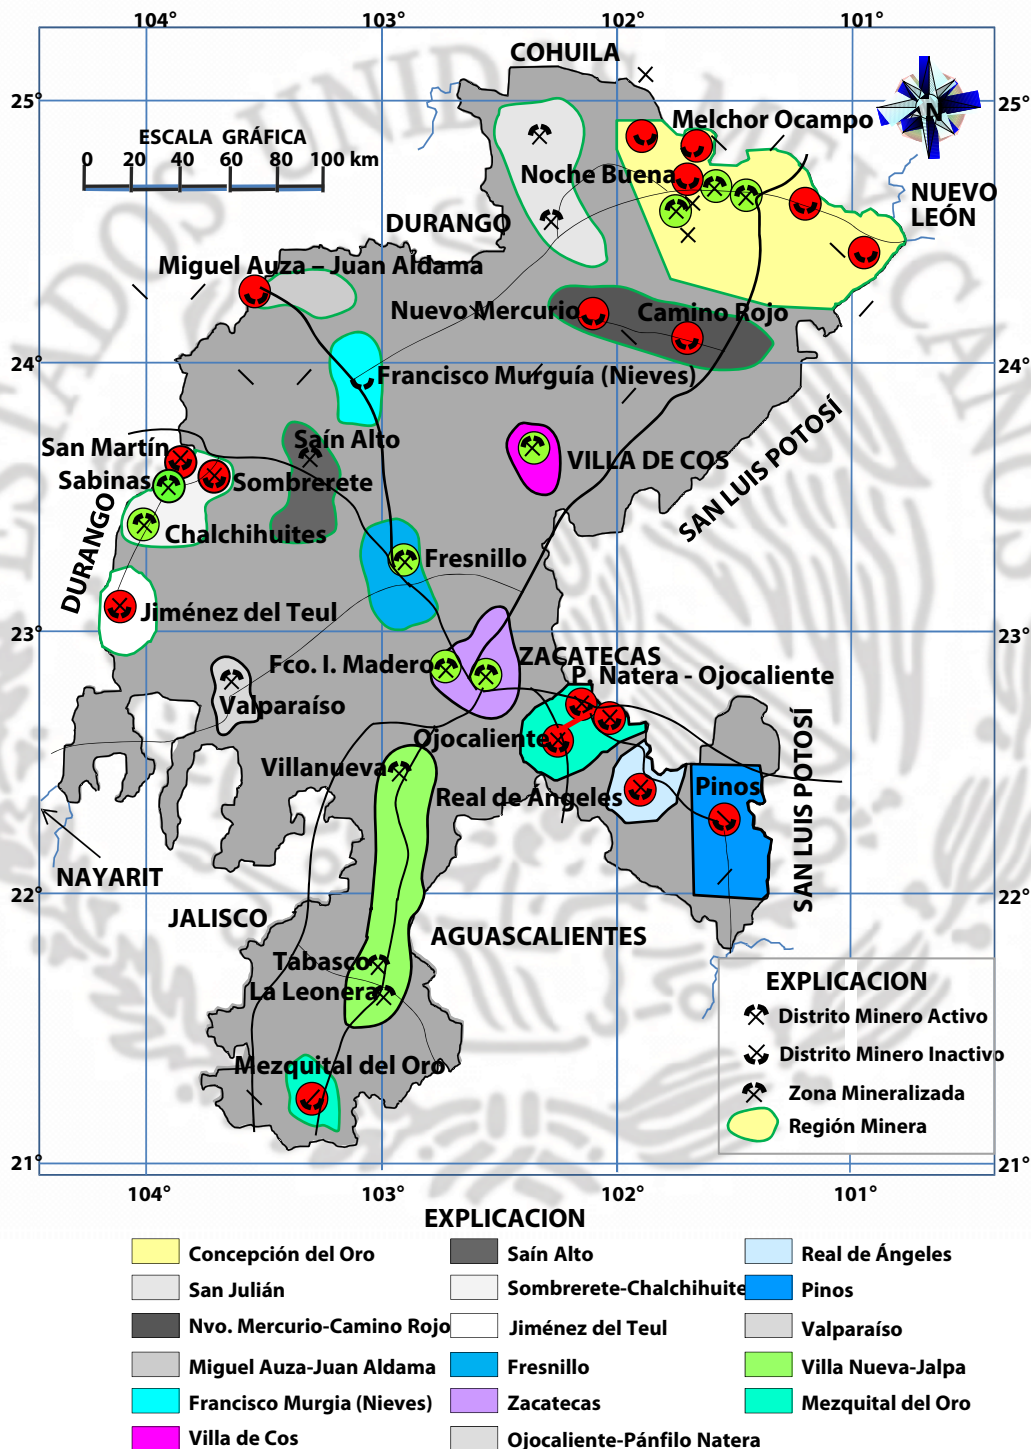 104° 103° 102° 101°
COHUILA
25° 25°
ESCALA GRÁFICA
0 20 40 60 80 100 km
Melchor Ocampo
N
Noche Buena
NUEVO
LEÓN
DURANGO
Miguel Auza – Juan Aldama
Nuevo Mercurio
Camino Rojo
24° 24°
Francisco Murguía (Nieves)
SAN LUIS POTOSÍ
Saín Alto
San Martín
VILLA DE COS
Sabinas
Sombrerete
Chalchihuites
DURANGO
Fresnillo
Jiménez del Teul
23° 23°
Fco. I. Madero
ZACATECAS
P. Natera - Ojocaliente
Valparaíso
Ojocaliente
SAN LUIS POTOSÍ
Villanueva
Real de Ángeles
Pinos
NAYARIT
22° 22°
JALISCO
AGUASCALIENTES
Tabasco
La Leonera
EXPLICACION
Distrito Minero Activo
Distrito Minero Inactivo
Zona Mineralizada
Región Minera
Mezquital del Oro
21° 21°
104° 103° 102° 101°
EXPLICACION
Concepción del Oro
San Julián
Nvo. Mercurio-Camino Rojo
Miguel Auza-Juan Aldama
Francisco Murgia (Nieves)
Villa de Cos
Saín Alto
Sombrerete-Chalchihuite
Jiménez del Teul
Fresnillo
Zacatecas
Ojocaliente-Pánfilo Natera
Real de Ángeles
Pinos
Valparaíso
Villa Nueva-Jalpa
Mezquital del Oro
ESTADOS UNIDOS MEXICANOS